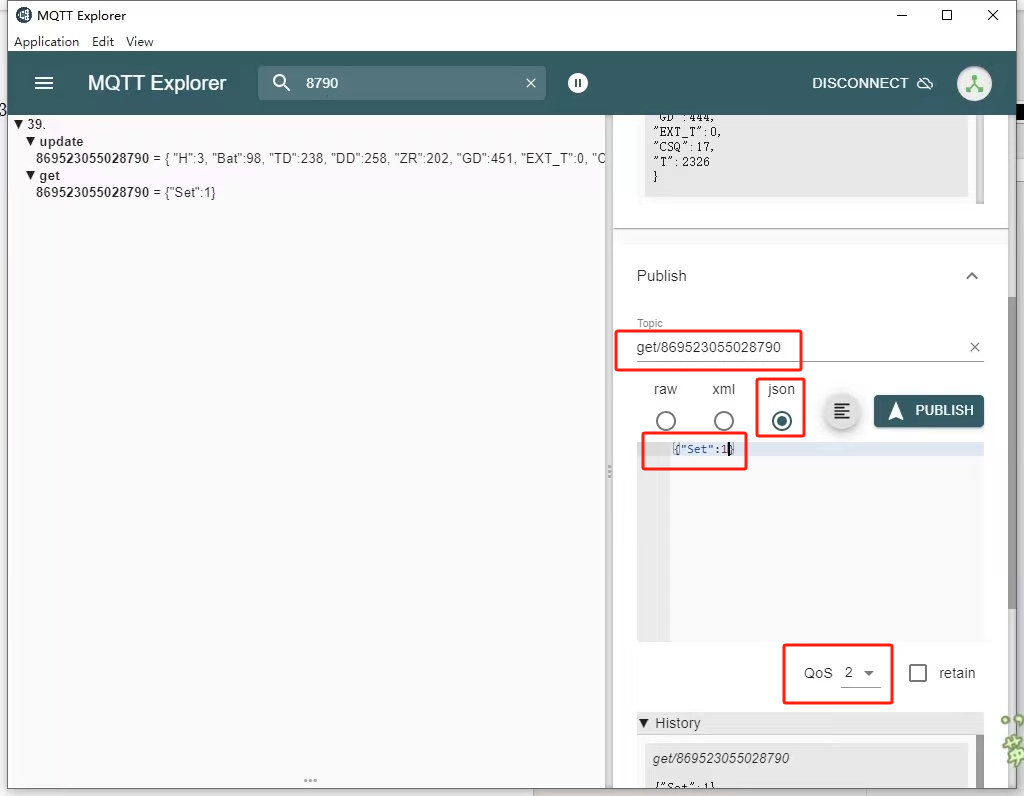 MQTT Explorer
Application Edit View
MQTT Explorer
8790
DISCONNECT
3
▼ 39.
▼ update
869523055028790 = { "H":3, "Bat":98, "TD":238, "DD":258, "ZR":202, "GD":451, "EXT_T":0, "C
▼ get
869523055028790 = {"Set":1}
"GD":444,
"EXT_T":0,
"CSQ":17,
"T":2326
}
Publish
Topic
get/869523055028790
raw xml json
PUBLISH
{"Set":1}
QoS 2 retain
▼ History
get/869523055028790
{"Set":1}